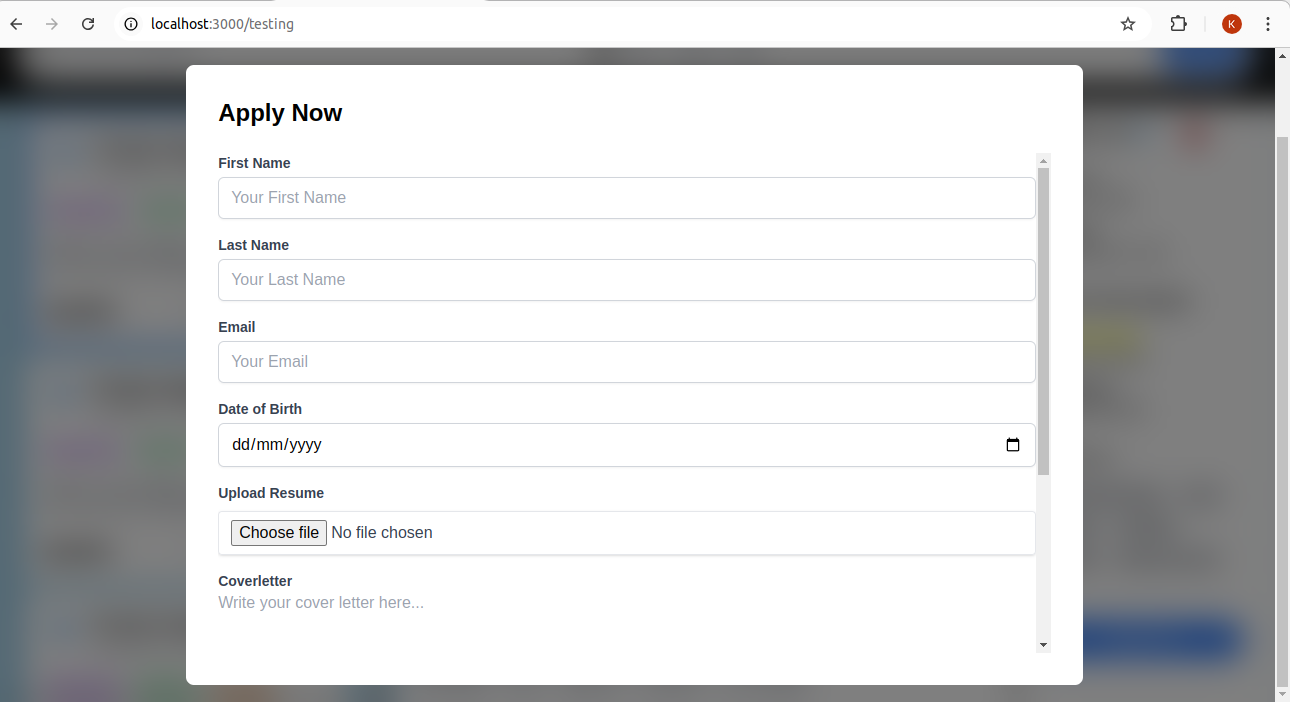 localhost:3000/testing
K
Apply Now
First Name
Your First Name
Last Name
Your Last Name
Email
Your Email
Date of Birth
dd/mm/yyyy
Upload Resume
Choose file No file chosen
Coverletter
Write your cover letter here...